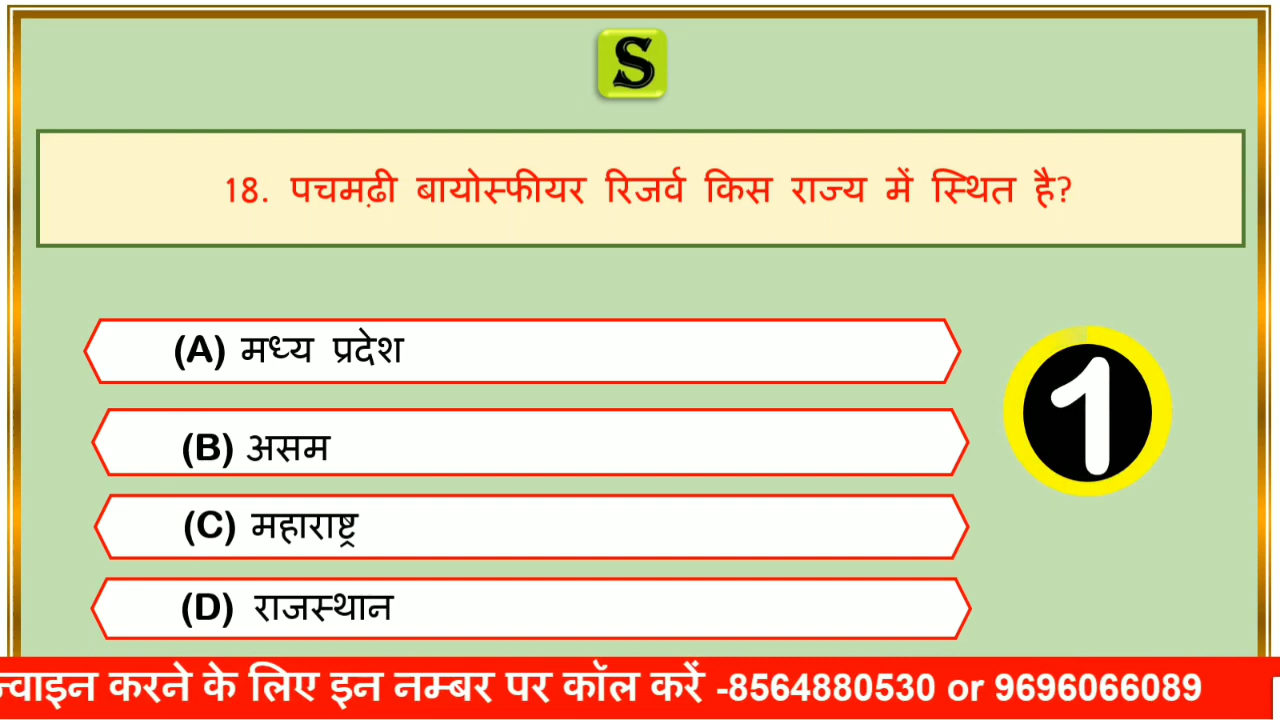 S
18. पचमढ़ी बायोस्फीयर रिजर्व किस राज्य में स्थित है?
(A) मध्य प्रदेश
1
(B) असम
(C) महाराष्ट्र
(D) राजस्थान
करने के लिए इन नम्बर पर कॉल करें -8564880530 or 9696066089